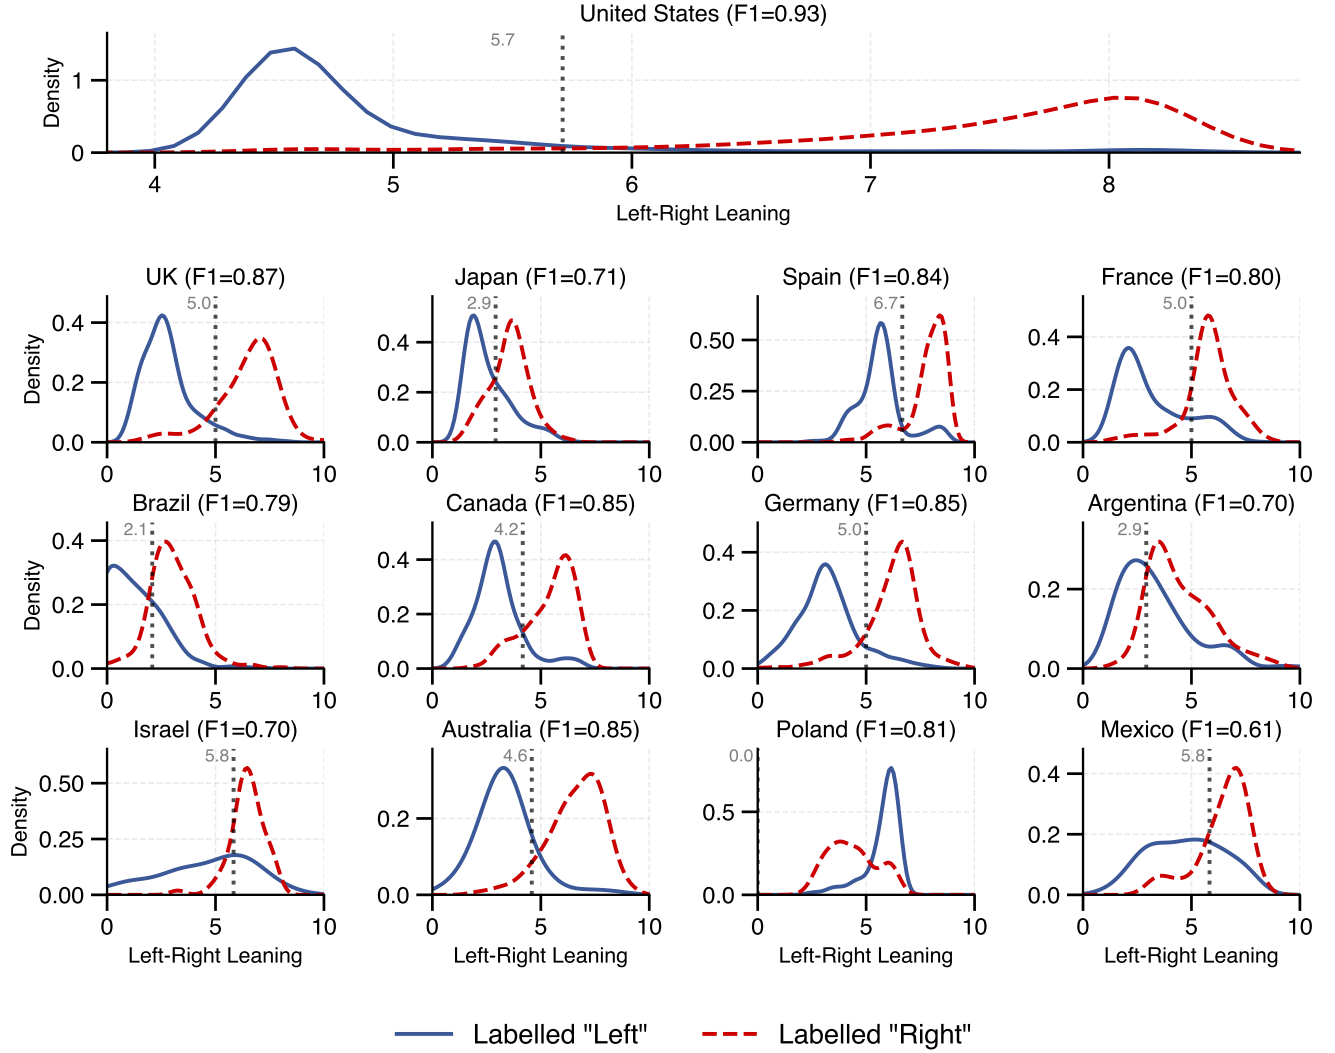 United States (F1=0.93)
5.7
Density
1
0
4 5 6 7 8
Left-Right Leaning
UK (F1=0.87) Japan (F1=0.71) Spain (F1=0.84) France (F1=0.80)
5.0 2.9 6.7 5.0
Density
0.4 0.4 0.50 0.4
0.2 0.2 0.25 0.2
0.0 0.0 0.00 0.0
0 5 10 0 5 10 0 5 10 0 5 10
Brazil (F1=0.79) Canada (F1=0.85) Germany (F1=0.85) Argentina (F1=0.70)
2.1 4.2 5.0 2.9
Density
0.4 0.4 0.4
0.2 0.2 0.2 0.2
0.0 0.0 0.0 0.0
0 5 10 0 5 10 0 5 10 0 5 10
Israel (F1=0.70) Australia (F1=0.85) Poland (F1=0.81) Mexico (F1=0.61)
5.8 4.6 0.0 5.8
Density
0.50 0.2 0.5 0.4
0.25 0.2
0.00 0.0 0.0 0.0
0 5 10 0 5 10 0 5 10 0 5 10
Left-Right Leaning Left-Right Leaning Left-Right Leaning Left-Right Leaning
Labelled "Left" Labelled "Right"